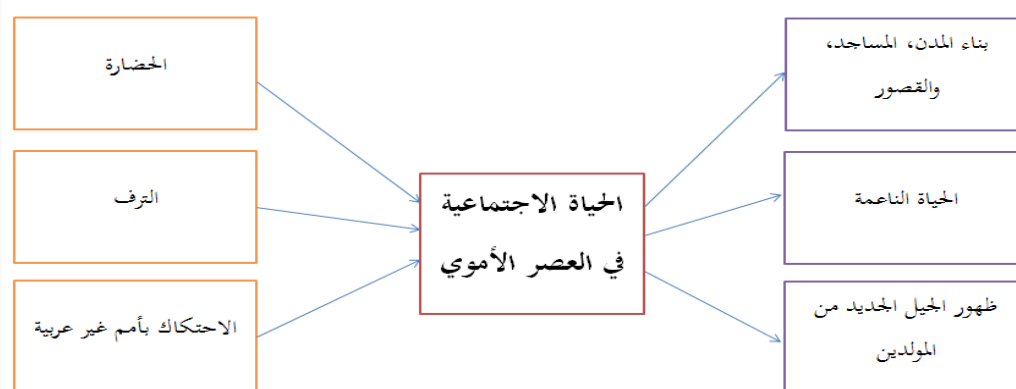 بناء المدن، المساجد،
والقصور
الحضارة
الحياة الاجتماعية
في العصر الأموي
الحياة الناعمة
الترف
ظهور الجيل الجديد من
المولدين
الاحتكاك بأمم غير عربية